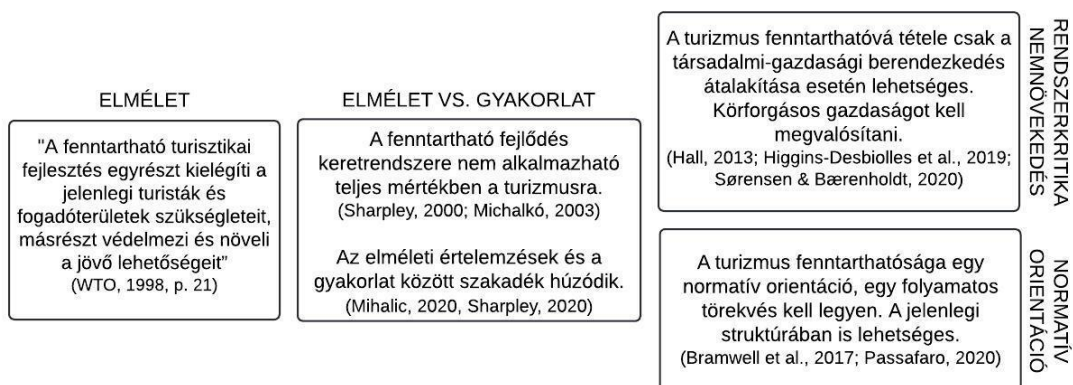 ELMÉLET
"A fenntartható turisztikai
fejlesztés egyrészt kielégíti a
jelenlegi turisták és
fogadóterületek szükségleteit,
másrészt védelmezi és növeli
a jövő lehetőségeit”
(WTO, 1998, p. 21)
ELMÉLET VS. GYAKORLAT
A fenntartható fejlődés
keretrendszere nem alkalmazható
teljes mértékben a turizmusra.
(Sharpley, 2000; Michalkó, 2003)
Az elméleti értelmezések és a
gyakorlat között szakadék húzódik.
(Mihalic, 2020, Sharpley, 2020)
A turizmus fenntarthatóvá tétele csak a
társadalmi-gazdasági berendezkedés
átalakítása esetén lehetséges.
Körforgásos gazdaságot kell
megvalósítani.
(Hall, 2013; Higgins-Desbiolles et al., 2019;
Sørensen & Bærenholdt, 2020)
RENDSZERKRITIKA
NEMNÖVEKEDÉS
A turizmus fenntarthatósága egy
normatív orientáció, egy folyamatos
törekvés kell legyen. A jelenlegi
struktúrában is lehetséges.
(Bramwell et al., 2017; Passafaro, 2020)
NORMATÍV
ORIENTÁCIÓ